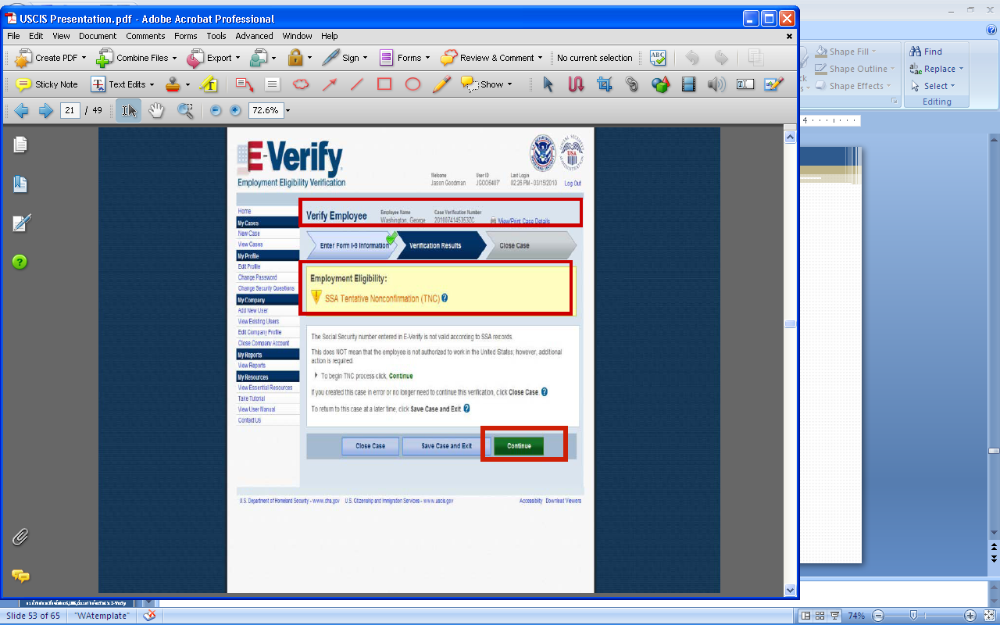 USCIS Presentation.pdf - Adobe Acrobat Professional
File Edit View Document Comments Forms Tools Advanced Window Help
Create PDF Combine Files Export Sign Forms Review & Comment No current selection
Shape Fill Find
Sticky Note Text Edits Show
Shape Outline Replace
Shape Effects Select
Editing
21 / 49 72.6%
4
E-Verify
Employment Eligibility Verification
Welcome User ID Last Login
Jason Goodman JGOO6407 02:26 PM - 03/15/2010 Log Out
Home
My Cases
New Case
View Cases
My Profile
Edit Profile
Change Password
Change Security Questions
My Company
Add New User
View Existing Users
Edit Company Profile
Close Company Account
My Reports
View Reports
My Resources
View Essential Resources
Take Tutorial
View User Manual
Contact Us
Verify Employee
Employee Name Case Verification Number
Washington, George 2010074145353ZC View/Print Case Details
Enter Form I-9 Information Verification Results Close Case
Employment Eligibility:
SSA Tentative Nonconfirmation (TNC)
The Social Security number entered in E-Verify is not valid according to SSA records.
This does NOT mean that the employee is not authorized to work in the United States; however, additional
action is required.
To begin TNC process click, Continue
If you created this case in error or no longer need to continue this verification, click Close Case
To return to this case at a later time, click Save Case and Exit
Close Case Save Case and Exit Continue
U.S. Department of Homeland Security - www.dhs.gov U.S. Citizenship and Immigration Services - www.uscis.gov Accessibility Download Viewers
Slide 53 of 65 "WAtemplate" 74%